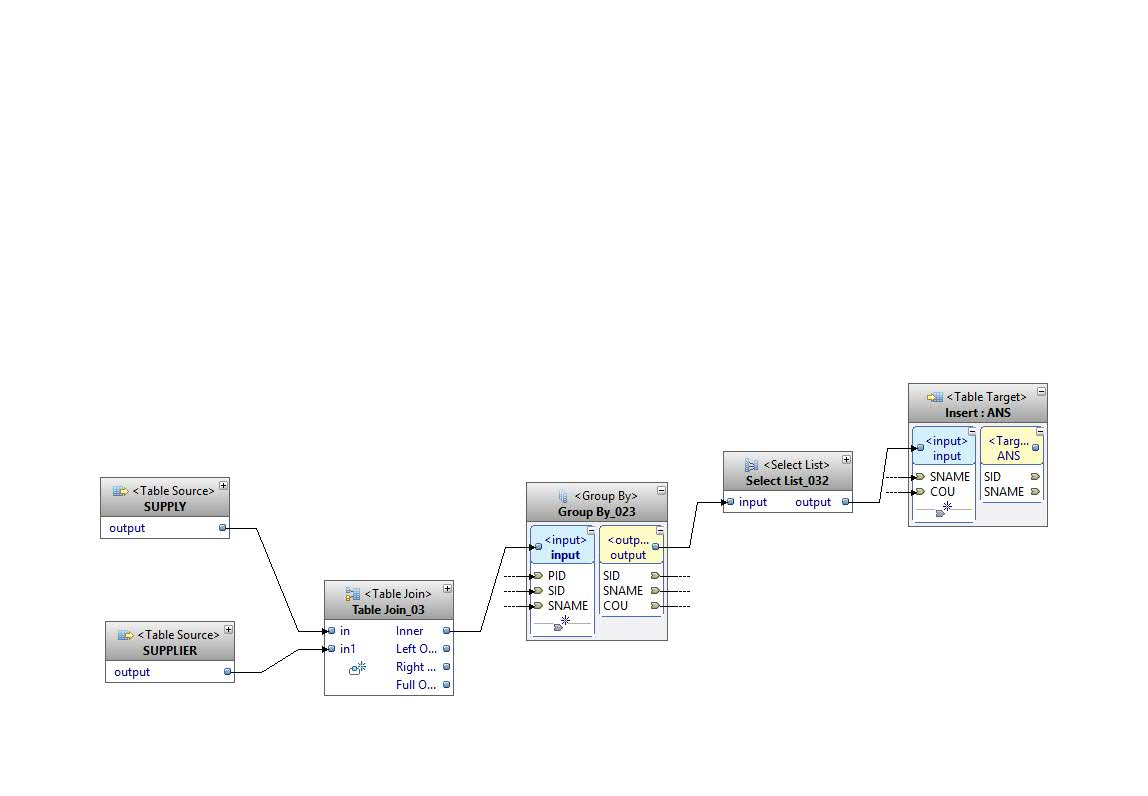 <Table Source>
SUPPLY
output
<Table Source>
SUPPLIER
output
<Table Join>
Table Join_03
in Inner
in1 Left O...
Right ...
Full O...
<Group By>
Group By_023
<input> <outp...
input output
PID SID
SID SNAME
SNAME COU
<Select List>
Select List_032
input output
<Table Target>
Insert : ANS
<input> <Targ...
input ANS
SNAME SID
COU SNAME